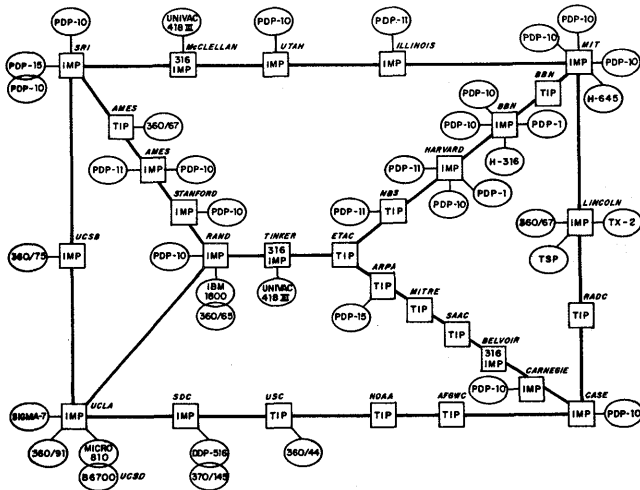 PDP-10
UNIVAC
418 III
PDP-10
PDP-11
PDP-10
SRI
McCLELLAN
UTAH
ILLINOIS
PDP-10
MIT
PDP-15
IMP
316
IMP
IMP
IMP
IMP
PDP-10
PDP-10
BBN
TIP
H-645
AMES
TIP
360/67
PDP-10
BBN
IMP
PDP-1
AMES
IMP
PDP-11
PDP-10
HARVARD
H-316
PDP-11
IMP
PDP-1
STANFORD
IMP
PDP-10
NBS
PDP-11
TIP
PDP-10
LINCOLN
360/67
IMP
TX-2
UCSB
360/75
IMP
RAND
PDP-10
IMP
TINKER
316
IMP
ETAC
TIP
TSP
IBM
1800
360/65
UNIVAC
418 III
ARPA
TIP
PDP-15
MITRE
TIP
RADC
TIP
SAAC
TIP
BELVOIR
316
IMP
CARNEGIE
PDP-10
IMP
UCLA
SIGMA-7
IMP
SDC
IMP
USC
TIP
NOAA
TIP
AFGWC
TIP
CASE
IMP
PDP-10
360/91
MICRO
810
B6700
UCSD
DDP-516
370/145
360/44